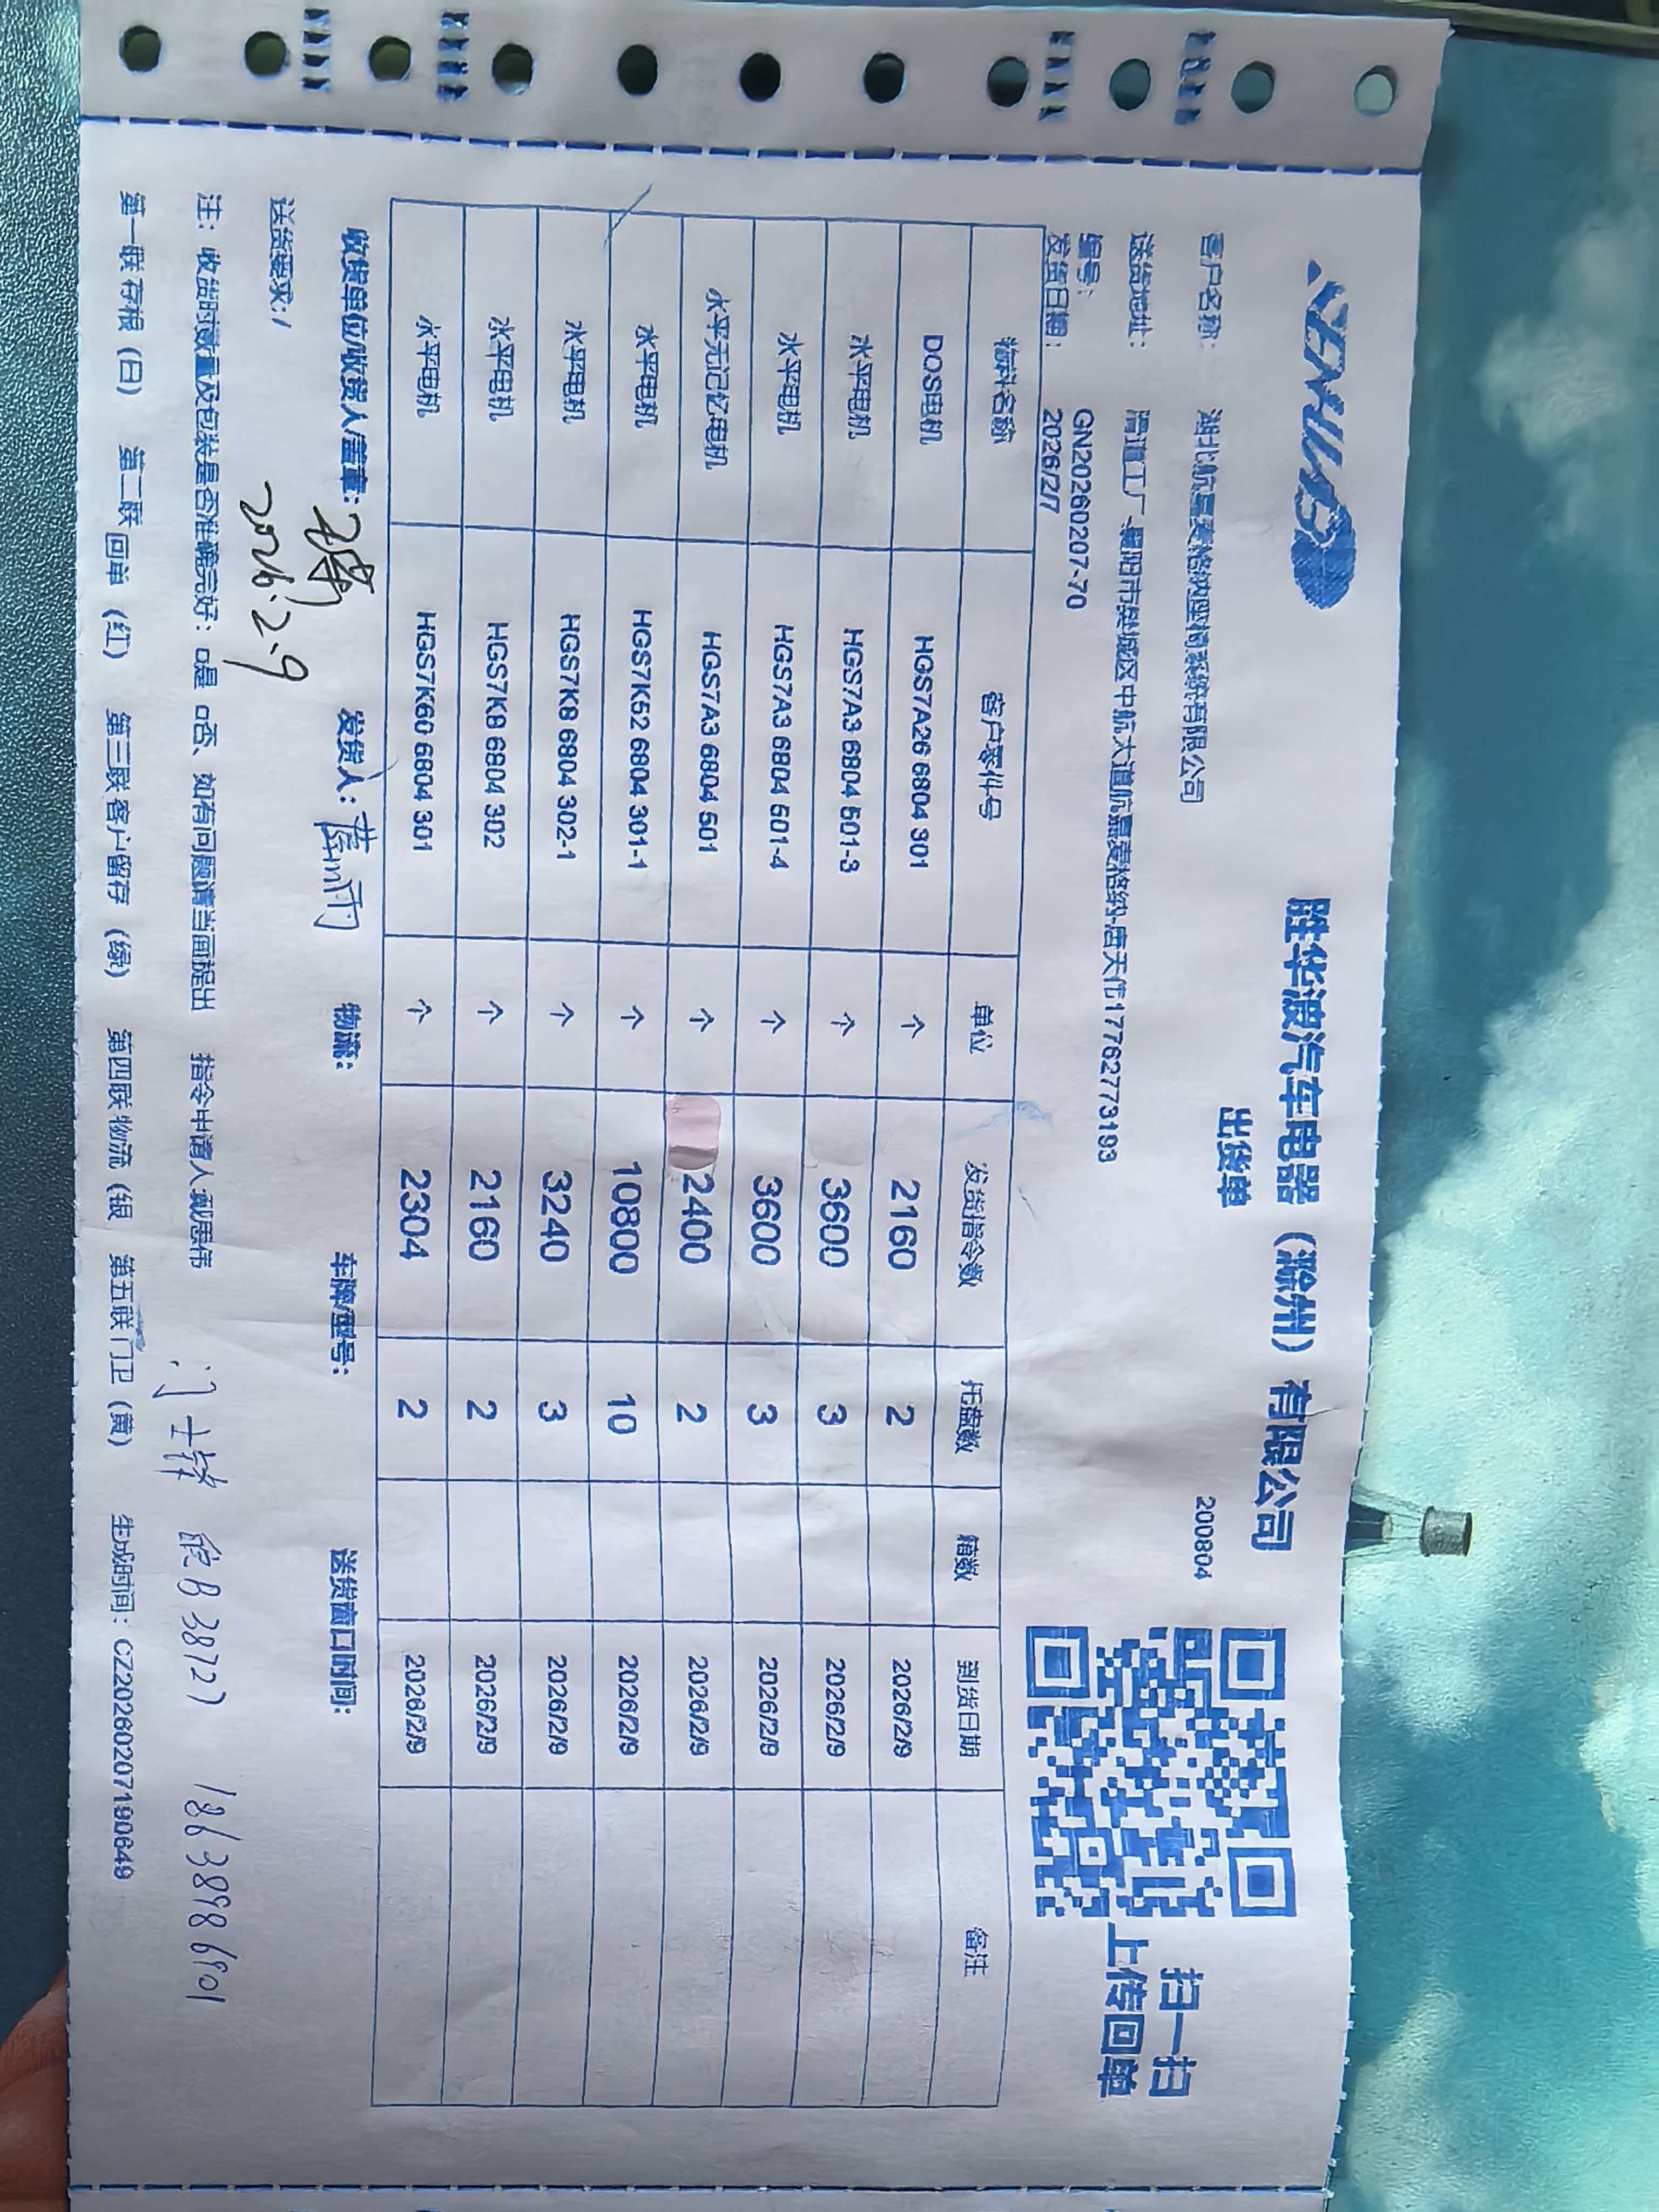 SENHUA
胜华波汽车电器（滁州）有限公司
出货单
200804
扫一扫
上传回单
客户名称： 湖北航嘉麦格纳座椅系统有限公司
送货地址： 隆中工厂-襄阳市樊城区中航大道航嘉麦格纳-唐天作17762773193
编号： GN20260207-70
发货日期： 2026/2/7
物料名称 客户零件号 单位 发货指令数 托盘数 箱数 到货日期 备注
DOS电机 HGS7A26 6804 301 个 2160 2 2026/2/9
水平电机 HGS7A3 6804 501-3 个 3600 3 2026/2/9
水平电机 HGS7A3 6804 501-4 个 3600 3 2026/2/9
水平无记忆电机 HGS7A3 6804 501 个 2400 2 2026/2/9
水平电机 HGS7K52 6804 301-1 个 10800 10 2026/2/9
水平电机 HGS7K8 6804 302-1 个 3240 3 2026/2/9
水平电机 HGS7K8 6804 302 个 2160 2 2026/2/9
水平电机 HGS7K60 6804 301 个 2304 2 2026/2/9
收货单位/收货人/签章： 发货人： 物流： 车牌/型号： 送货窗口时间：
2026.2.9
送货要求: /
注：收货时数量及包装是否准确完好：□是 □否、如有问题请当面提出 指令申请人戴思伟
18638986901
第一联存根（白） 第二联回单（红） 第三联客户留存（绿） 第四联物流（银 第五联门卫（黄） 生成时间：CZ20260207190649